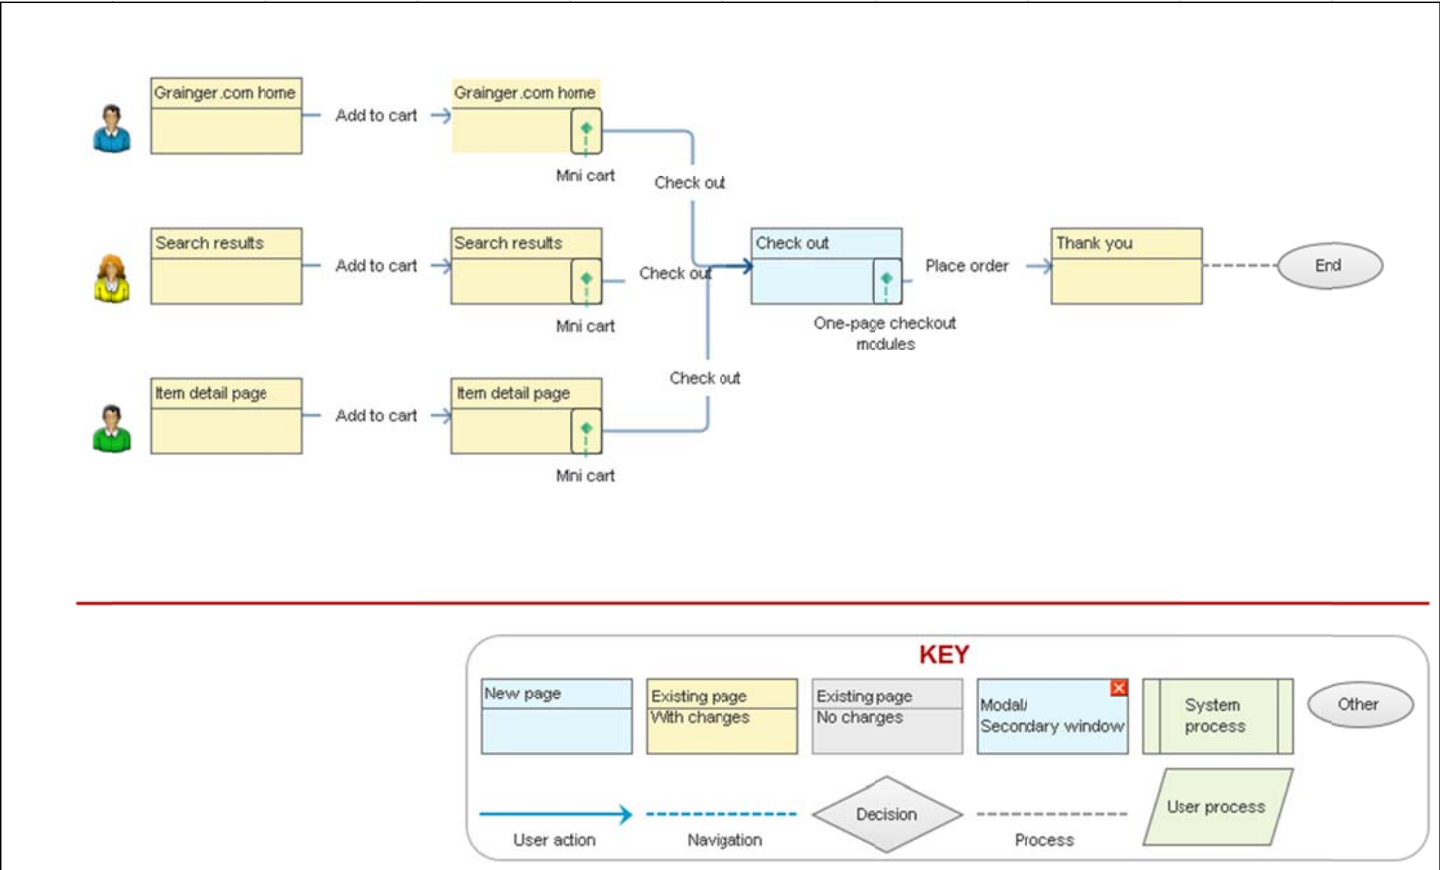 Grainger.com home
Add to cart
Grainger.com home
Mini cart
Check out
Search results
Add to cart
Search results
Mini cart
Check out
Check out
One-page checkout
modules
Place order
Thank you
End
Item detail page
Add to cart
Item detail page
Mini cart
Check out
KEY
New page
Existing page
With changes
Existing page
No changes
Modal/
Secondary window
System
process
Other
User action
Navigation
Decision
Process
User process